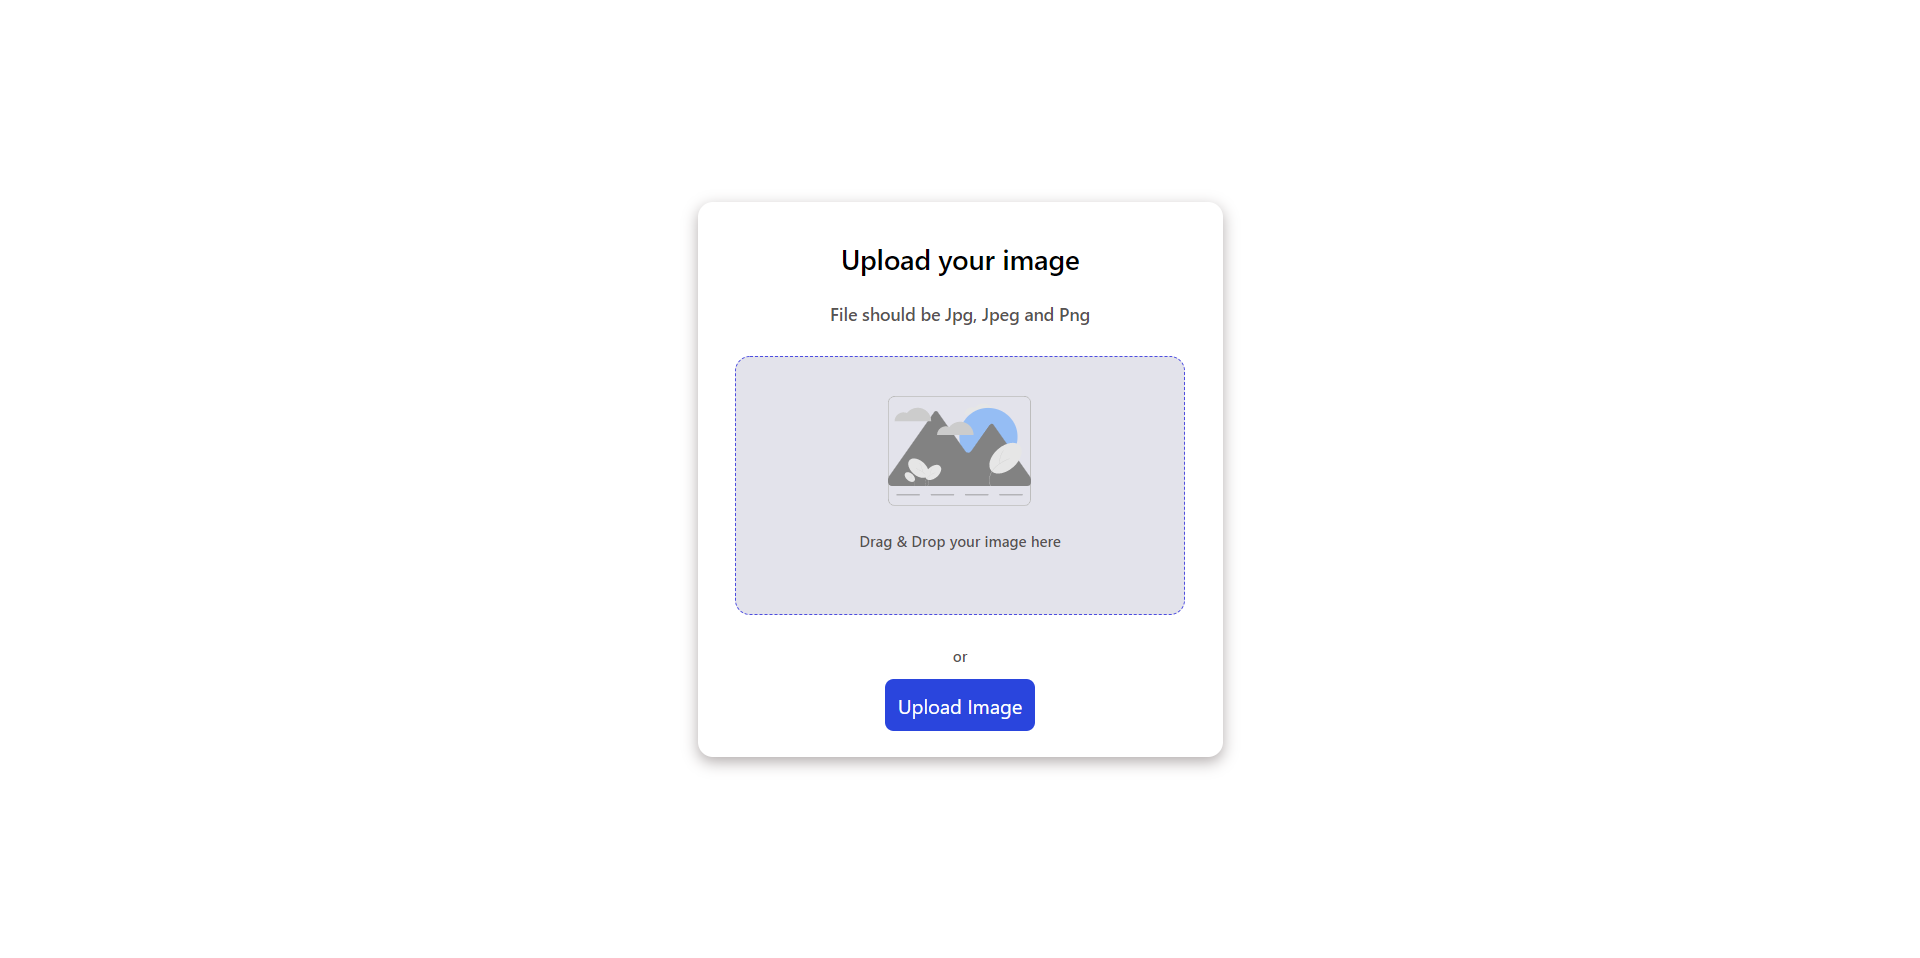 Upload your image
File should be Jpg, Jpeg and Png
Drag & Drop your image here
or
Upload Image